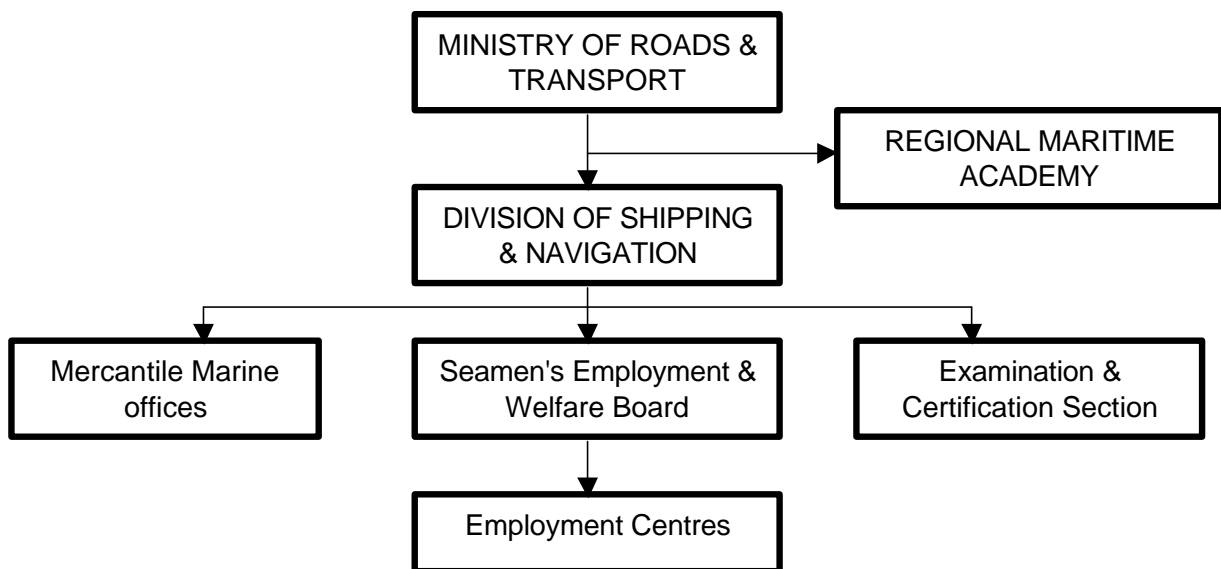 MINISTRY OF ROADS &
TRANSPORT
REGIONAL MARITIME
ACADEMY
DIVISION OF SHIPPING
& NAVIGATION
Mercantile Marine
offices
Seamen's Employment &
Welfare Board
Examination &
Certification Section
Employment Centres